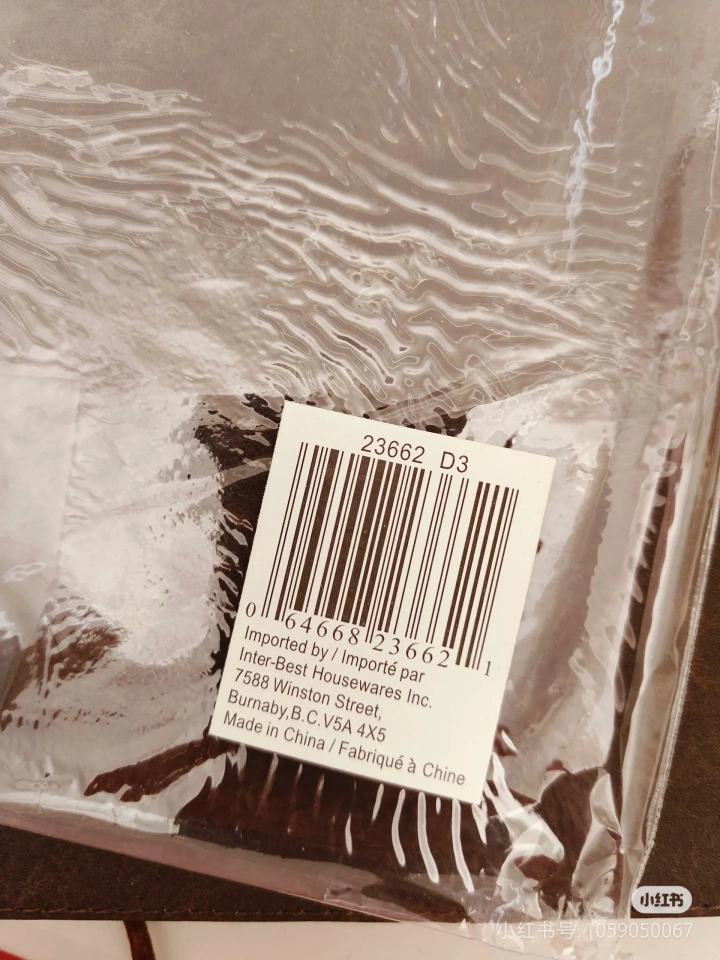 23662 D3
0 64668 23662 1
Imported by / Importé par
Inter-Best Housewares Inc.
7588 Winston Street,
Burnaby,B.C.V5A 4X5
Made in China / Fabriqué à Chine
小红书
小红书号: 1059050067